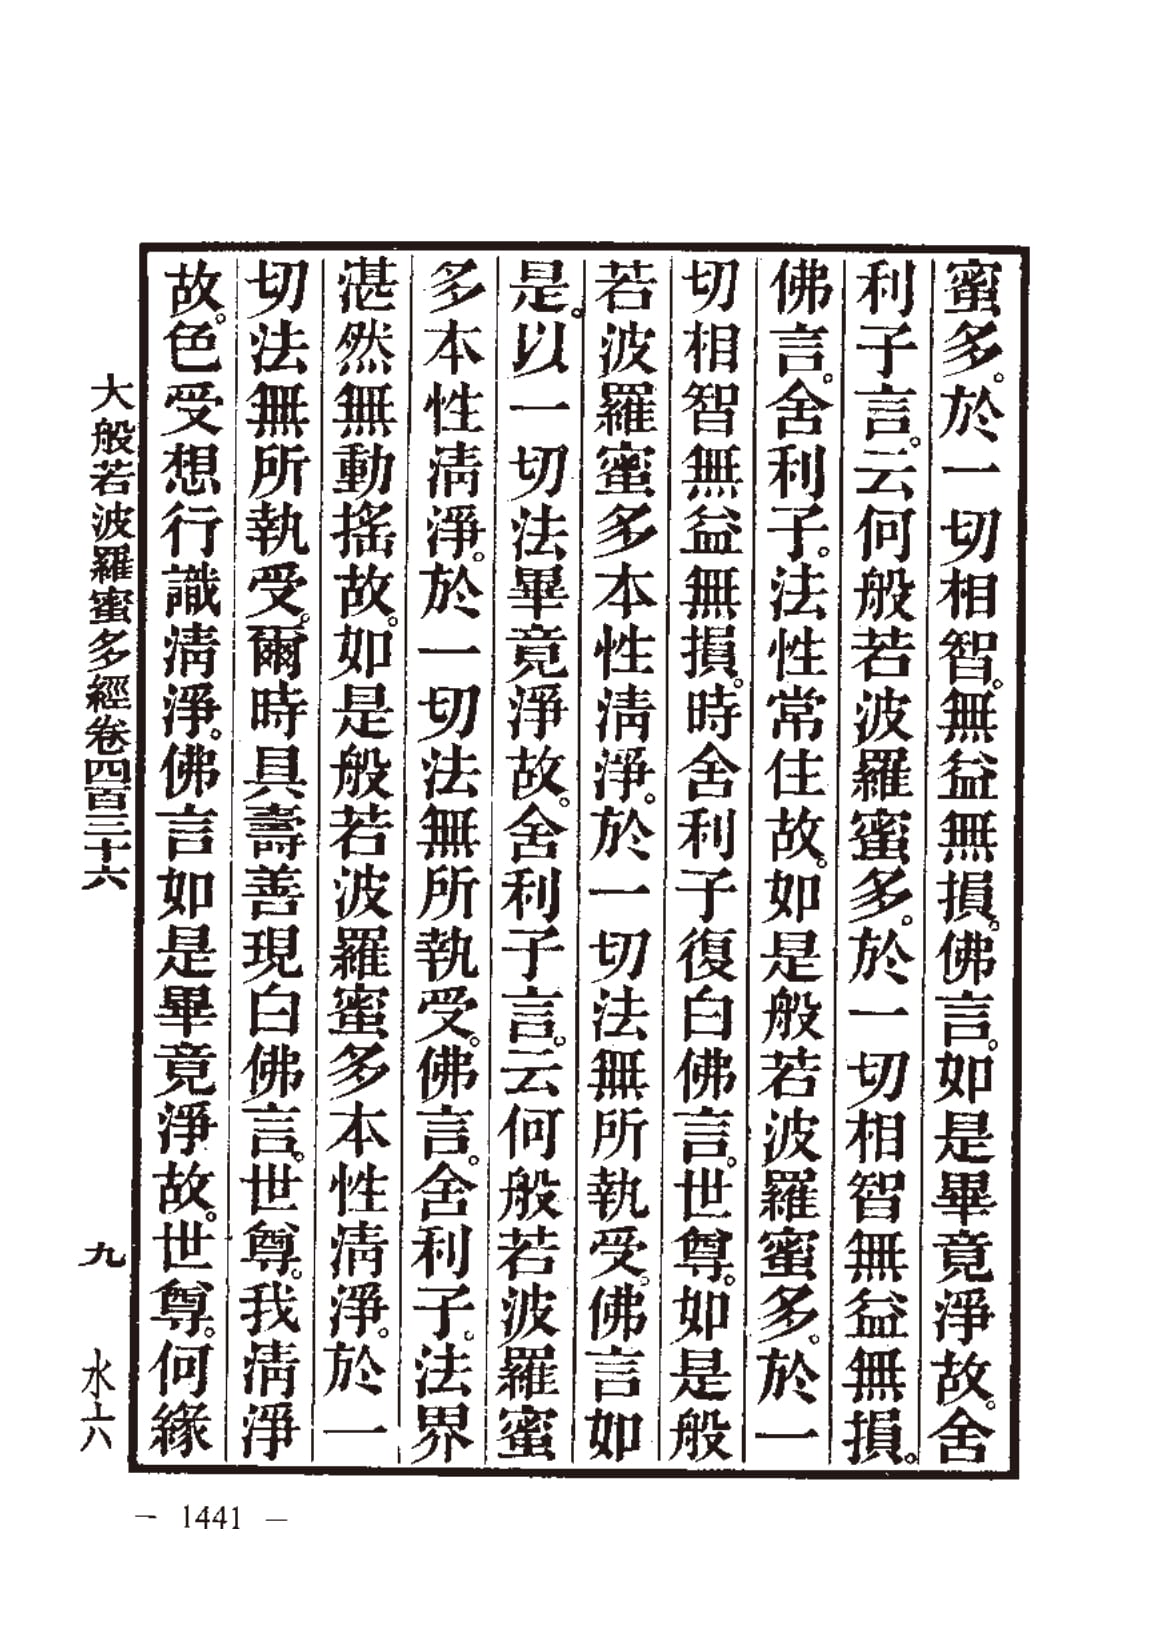 蜜多。於一切相智。無益無損。佛言。如是畢竟淨故。舍
利子言。云何般若波羅蜜多。於一切相智無益無損。
佛言。舍利子。法性常住故。如是般若波羅蜜多。於一
切相智無益無損。時舍利子復白佛言。世尊。如是般
若波羅蜜多本性清淨。於一切法無所執受。佛言如
是。以一切法畢竟淨故。舍利子言。云何般若波羅蜜
多本性清淨。於一切法無所執受。佛言。舍利子。法界
湛然無動搖故。如是般若波羅蜜多本性清淨。於一
切法無所執受。爾時具壽善現白佛言。世尊。我清淨
故。色受想行識清淨。佛言如是畢竟淨故。世尊。何緣
大般若波羅蜜多經卷四百三十六 九 水六
— 1441 —